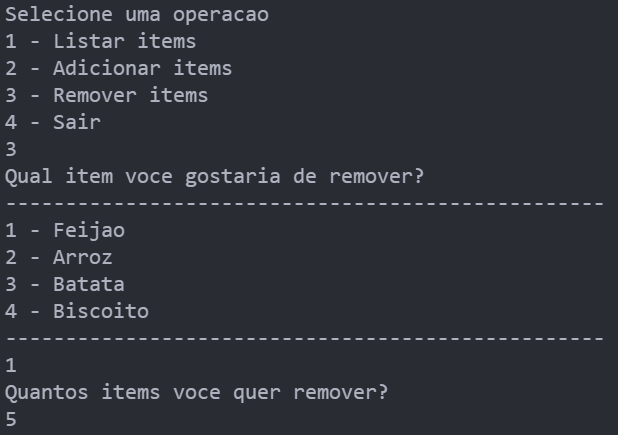 Selecione uma operacao
1 - Listar items
2 - Adicionar items
3 - Remover items
4 - Sair
3
Qual item voce gostaria de remover?
--------------------------------------------------
1 - Feijao
2 - Arroz
3 - Batata
4 - Biscoito
--------------------------------------------------
1
Quantos items voce quer remover?
5